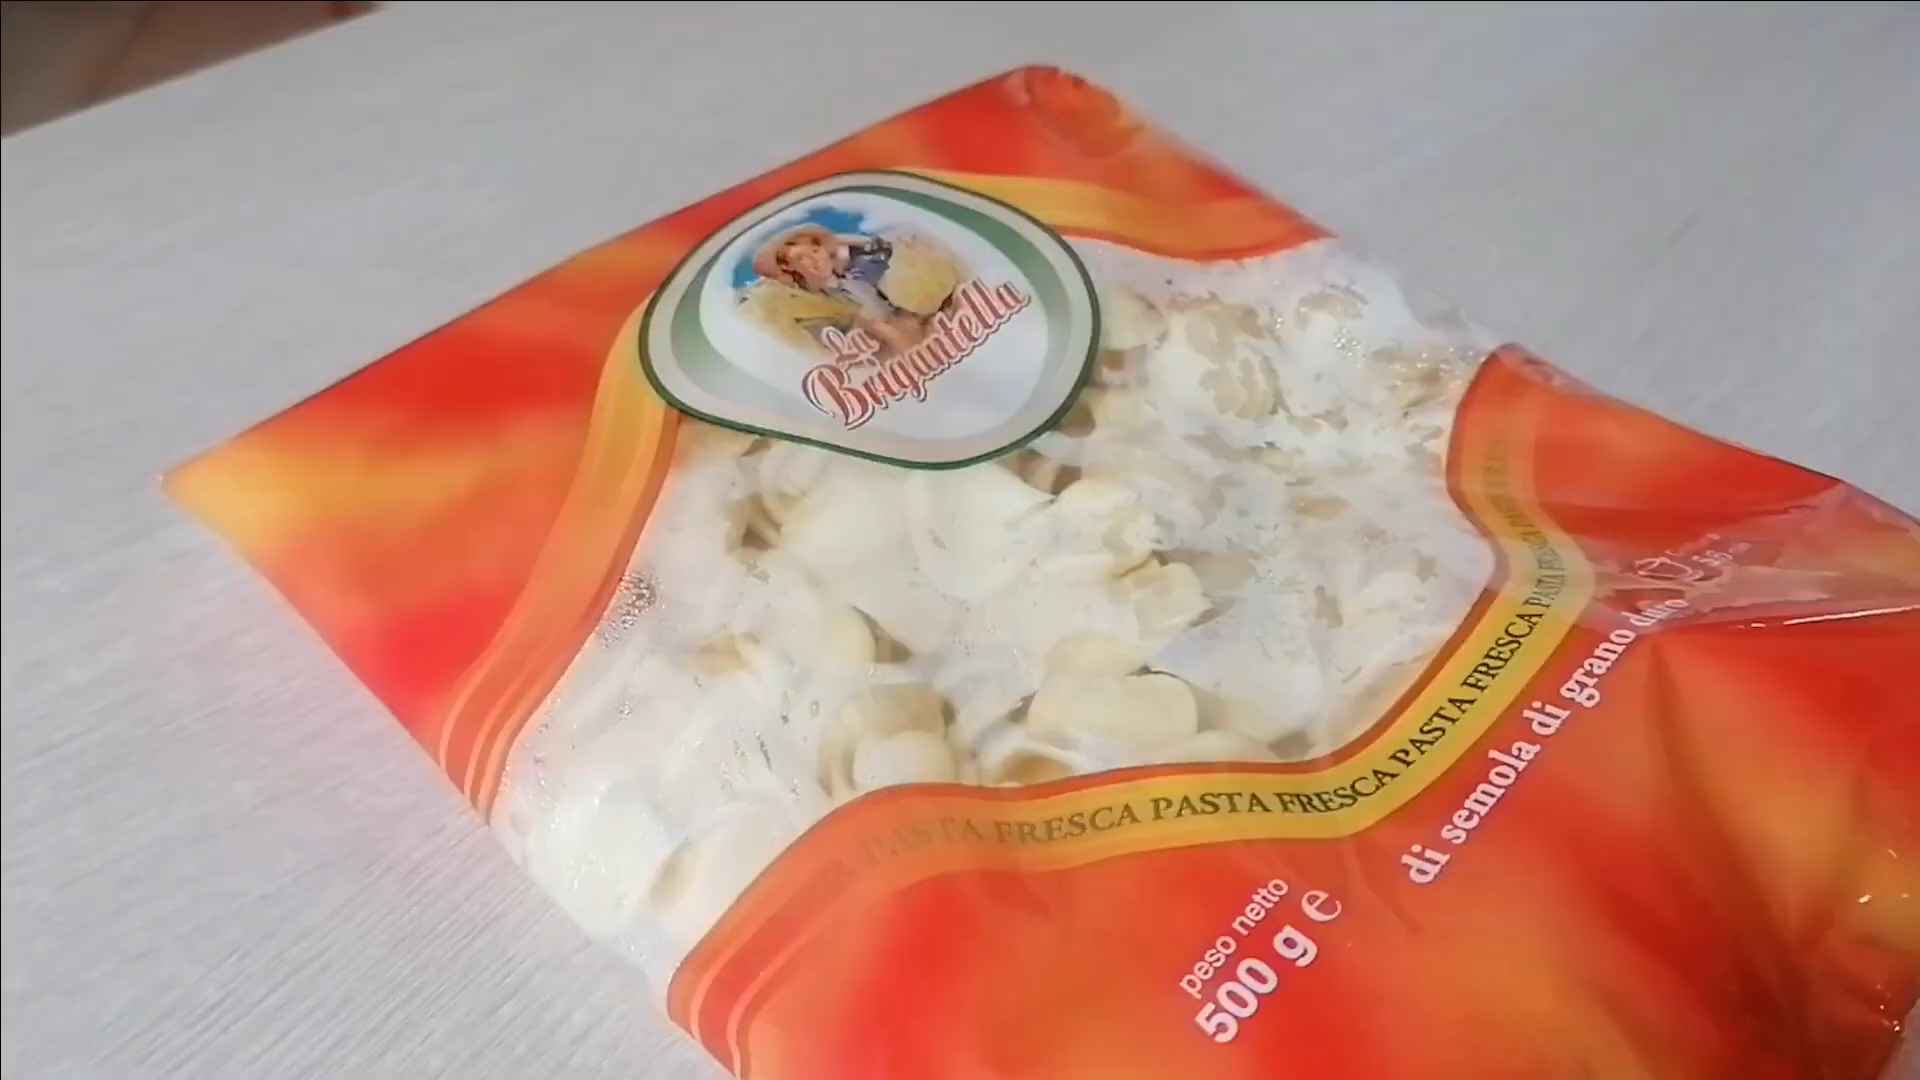 La
Brigantella
PASTA FRESCA PASTA FRESCA PASTA FRESCA PASTA FRESCA
di semola di grano duro
peso netto
500 g e